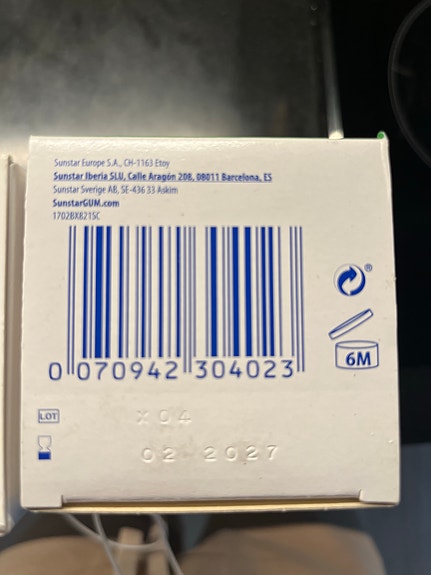 Sunstar Europe S.A., CH-1163 Etoy
Sunstar Iberia SLU, Calle Aragón 208, 08011 Barcelona, ES
Sunstar Sverige AB, SE-436 33 Askim
SunstarGUM.com
1702BXB21SC
®
0 070942 304023
6M
LOT X04
02 2027